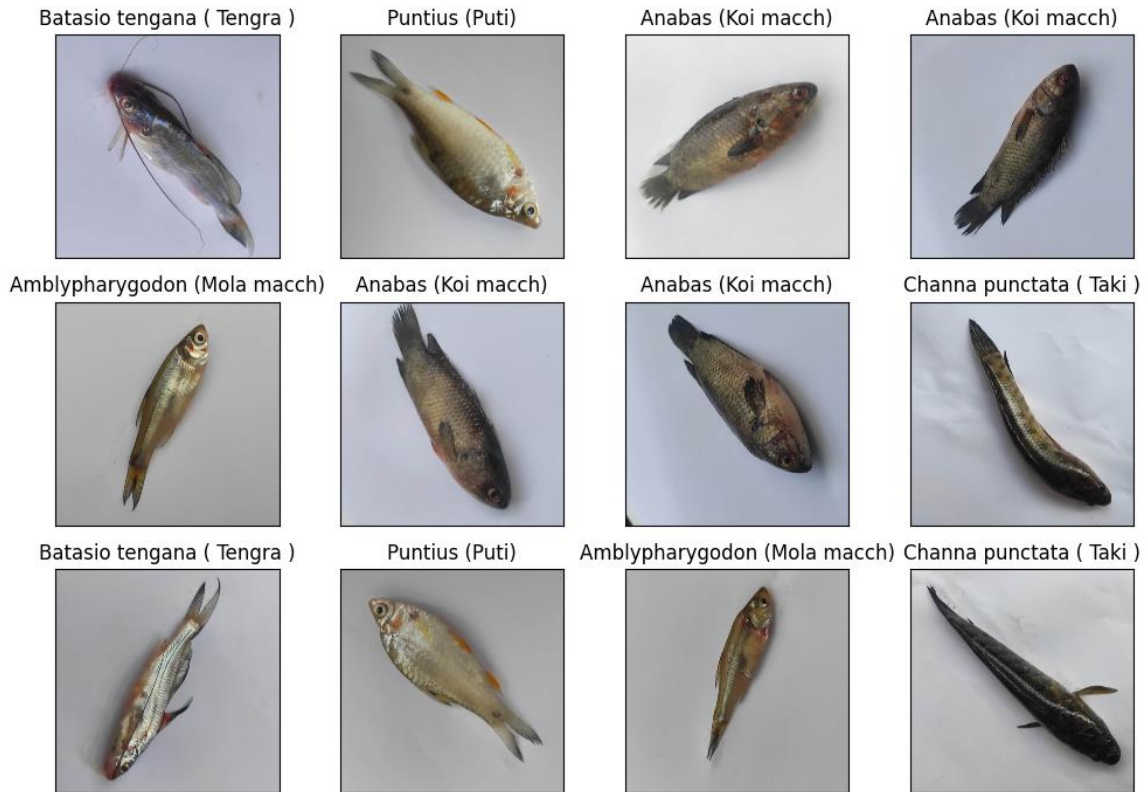 Batasio tengana ( Tengra )
Puntius (Puti)
Anabas (Koi macch)
Anabas (Koi macch)
Amblypharygodon (Mola macch)
Anabas (Koi macch)
Anabas (Koi macch)
Channa punctata ( Taki )
Batasio tengana ( Tengra )
Puntius (Puti)
Amblypharygodon (Mola macch)
Channa punctata ( Taki )